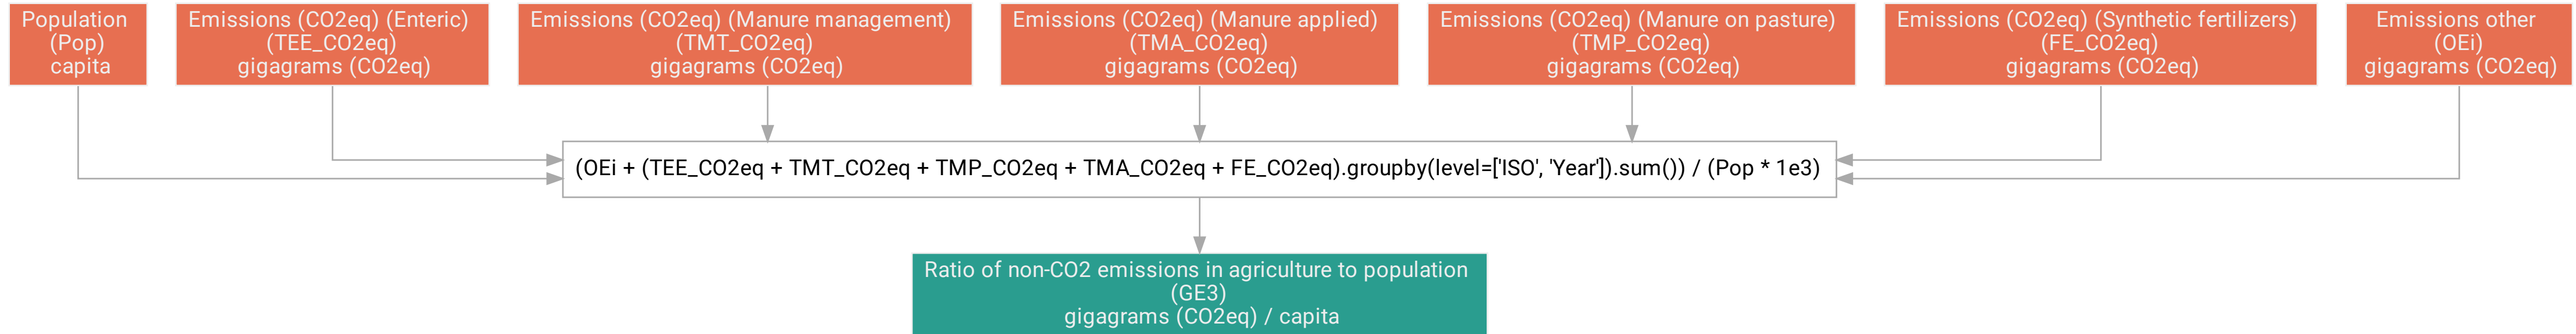 Population
(Pop)
capita
Emissions (CO2eq) (Enteric)
(TEE_CO2eq)
gigagrams (CO2eq)
Emissions (CO2eq) (Manure management)
(TMT_CO2eq)
gigagrams (CO2eq)
Emissions (CO2eq) (Manure applied)
(TMA_CO2eq)
gigagrams (CO2eq)
Emissions (CO2eq) (Manure on pasture)
(TMP_CO2eq)
gigagrams (CO2eq)
Emissions (CO2eq) (Synthetic fertilizers)
(FE_CO2eq)
gigagrams (CO2eq)
Emissions other
(OEi)
gigagrams (CO2eq)
(OEi + (TEE_CO2eq + TMT_CO2eq + TMP_CO2eq + TMA_CO2eq + FE_CO2eq).groupby(level=['ISO', 'Year']).sum()) / (Pop * 1e3)
Ratio of non-CO2 emissions in agriculture to population
(GE3)
gigagrams (CO2eq) / capita